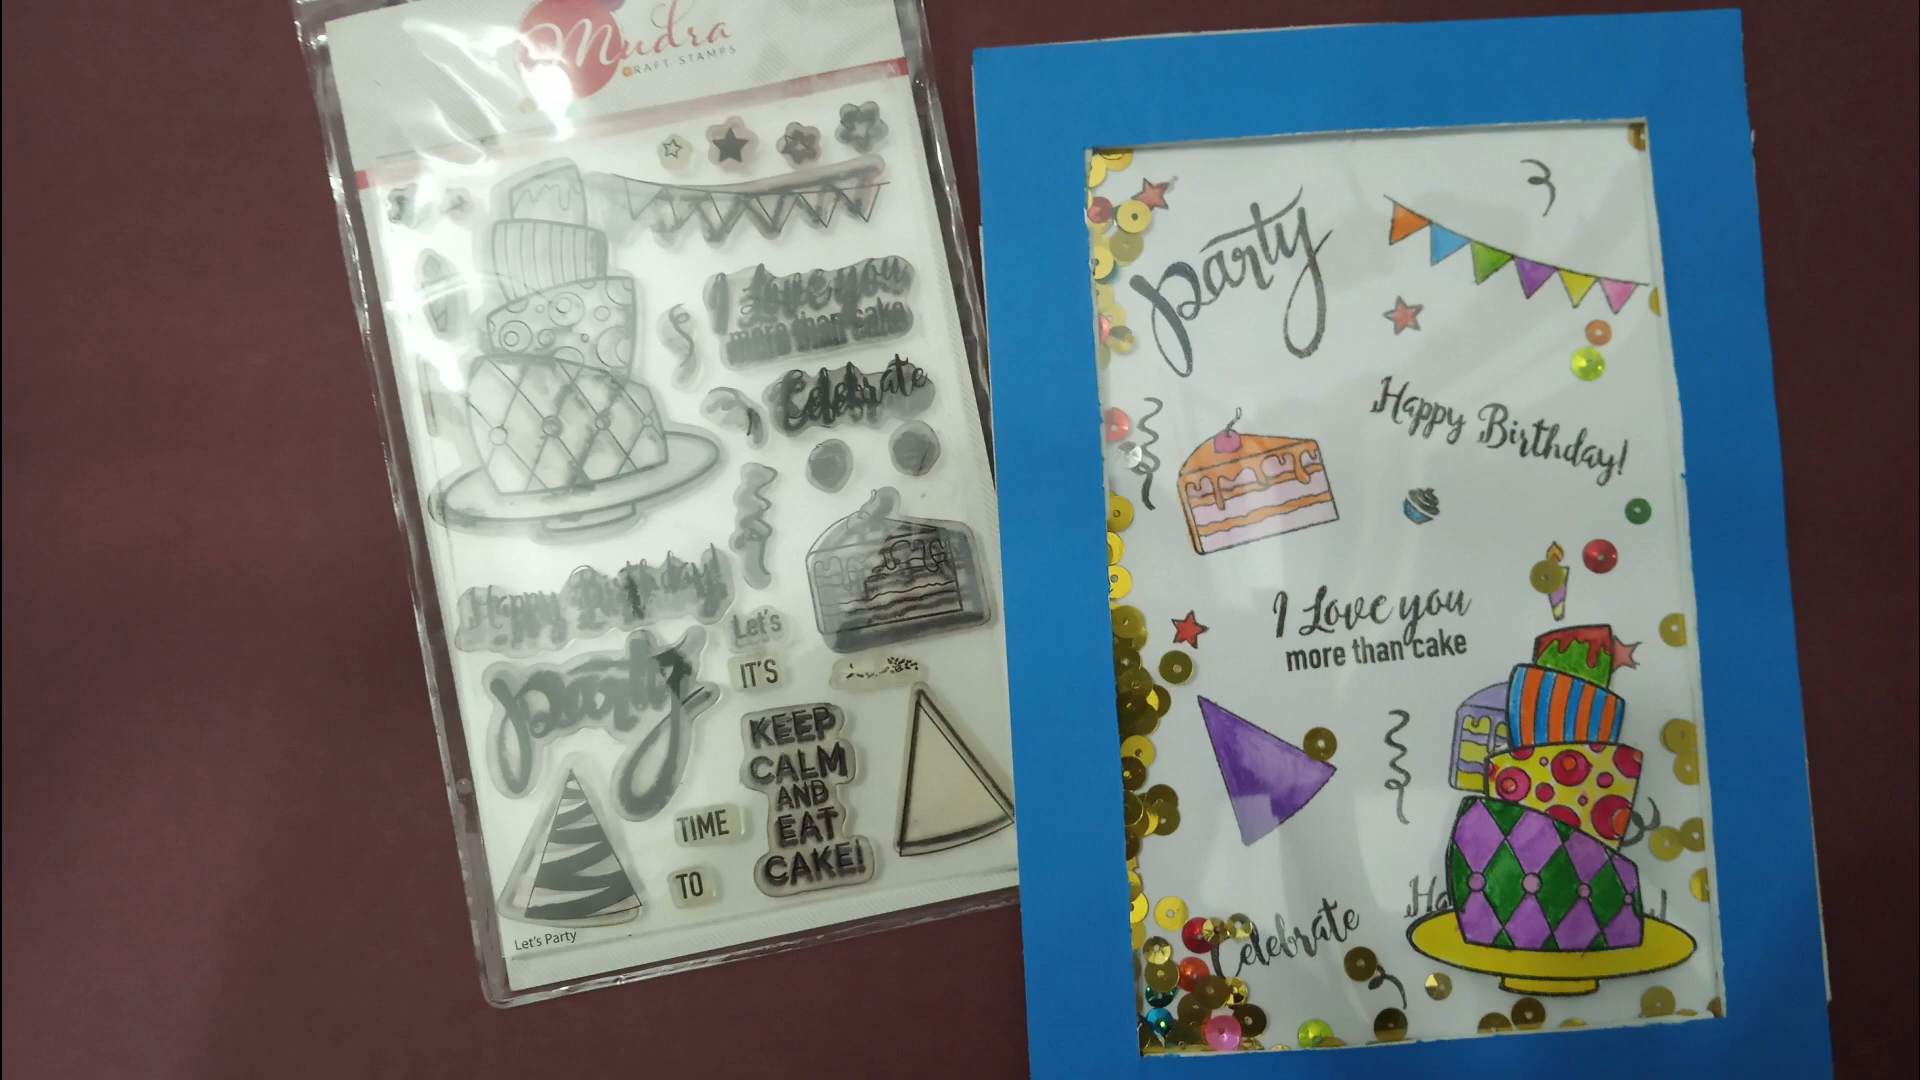 Mudra
CRAFT STAMPS
I Love you
more than cake
Celebrate
Happy Birthday!
Let's
party
IT'S
KEEP
CALM
AND
EAT
CAKE!
TIME
TO
Let's Party
party
Happy Birthday!
I Love you
more than cake
Celebrate
Ha